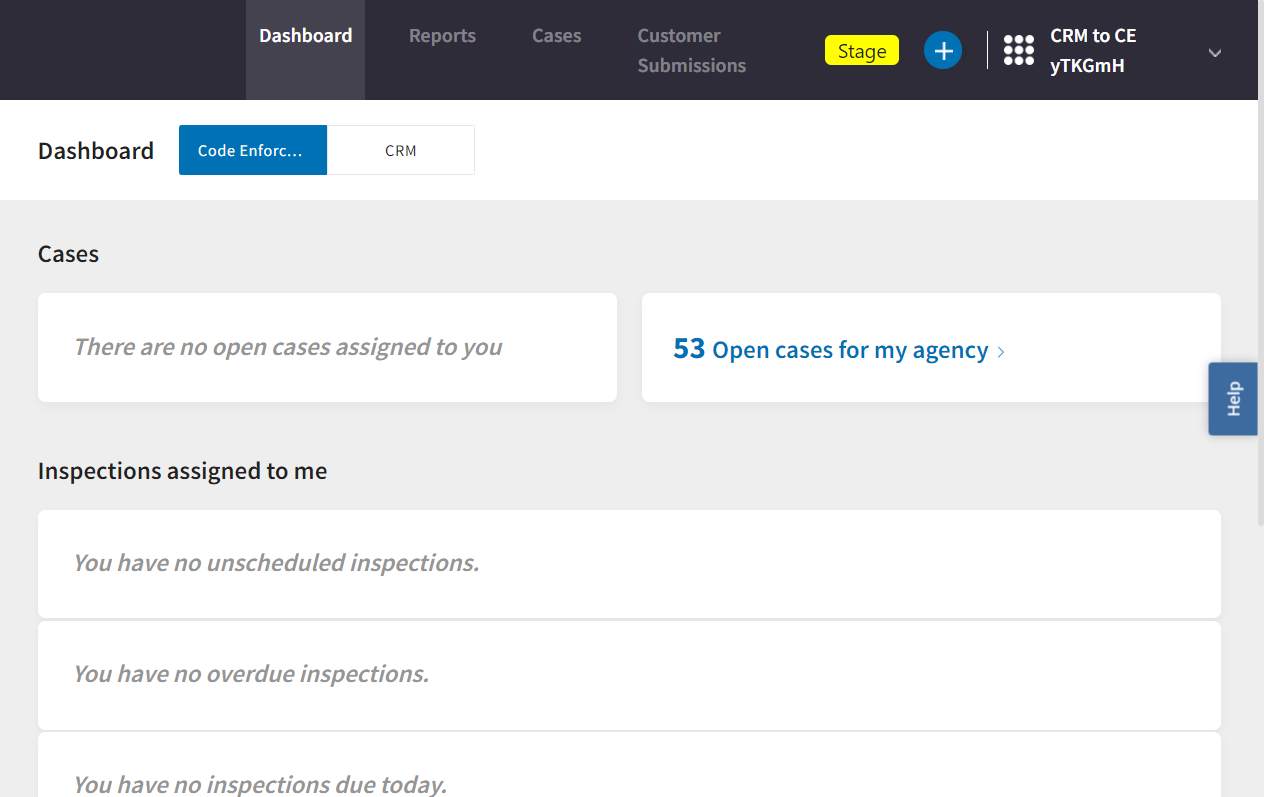 Dashboard
Reports
Cases
Customer
Submissions
Stage
CRM to CE
yTKGmH
Dashboard
Code Enforc...
CRM
Cases
There are no open cases assigned to you
53 Open cases for my agency
Help
Inspections assigned to me
You have no unscheduled inspections.
You have no overdue inspections.
You have no inspections due today.